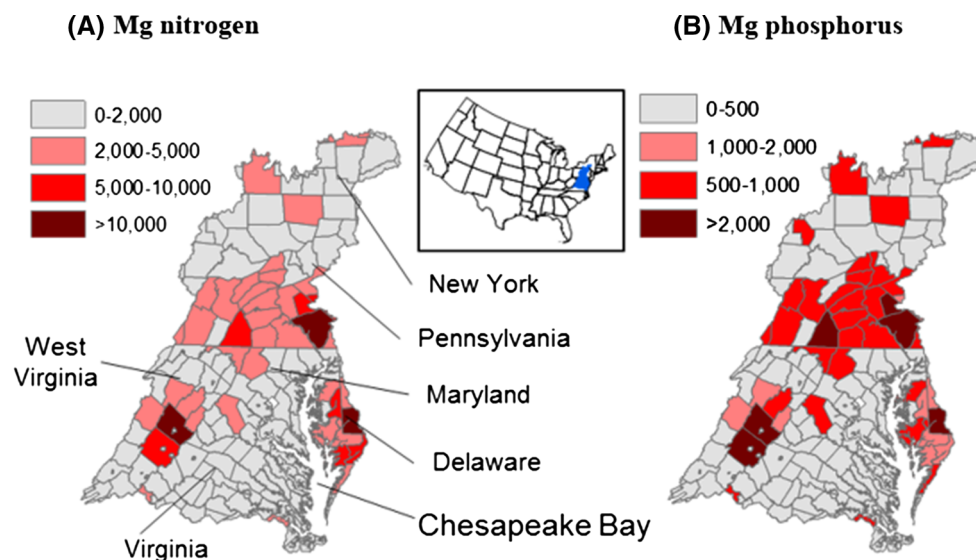 (A) Mg nitrogen
0-2,000
2,000-5,000
5,000-10,000
>10,000
(B) Mg phosphorus
0-500
1,000-2,000
500-1,000
>2,000
New York
Pennsylvania
West
Virginia
Maryland
Delaware
Chesapeake Bay
Virginia